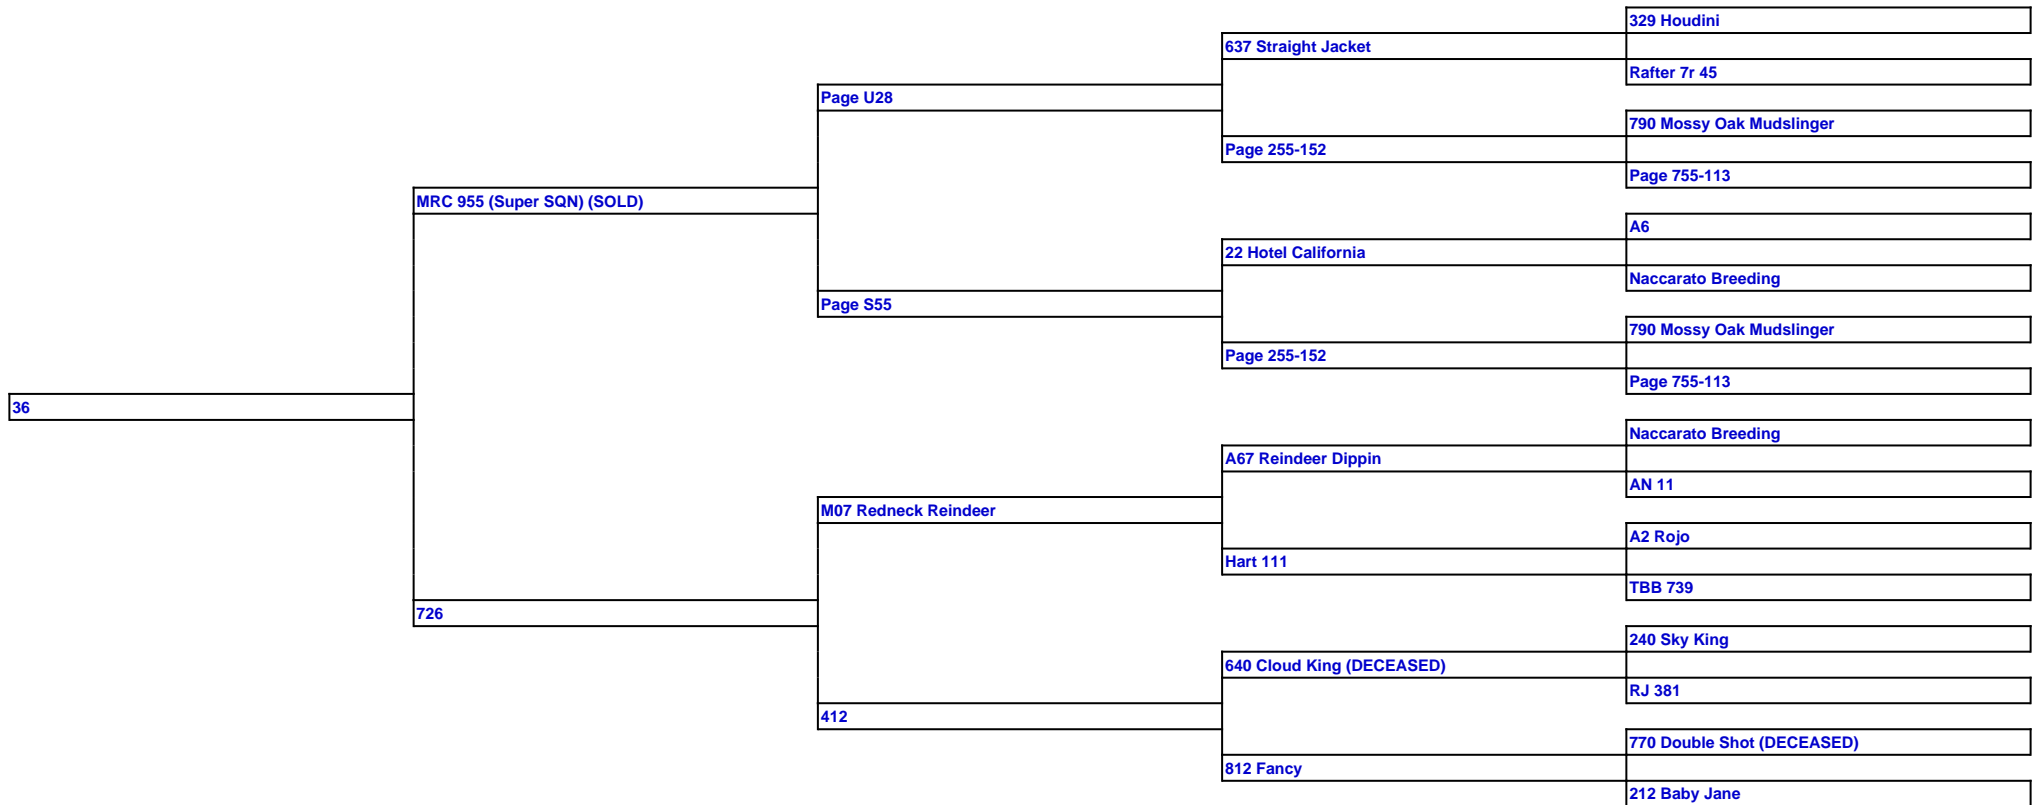 329 Houdini
637 Straight Jacket
Rafter 7r 45
Page U28
790 Mossy Oak Mudslinger
Page 255-152
Page 755-113
MRC 955 (Super SQN) (SOLD)
A6
22 Hotel California
Naccarato Breeding
Page S55
790 Mossy Oak Mudslinger
Page 255-152
Page 755-113
36
Naccarato Breeding
A67 Reindeer Dippin
AN 11
M07 Redneck Reindeer
A2 Rojo
Hart 111
TBB 739
726
240 Sky King
640 Cloud King (DECEASED)
RJ 381
412
770 Double Shot (DECEASED)
812 Fancy
212 Baby Jane